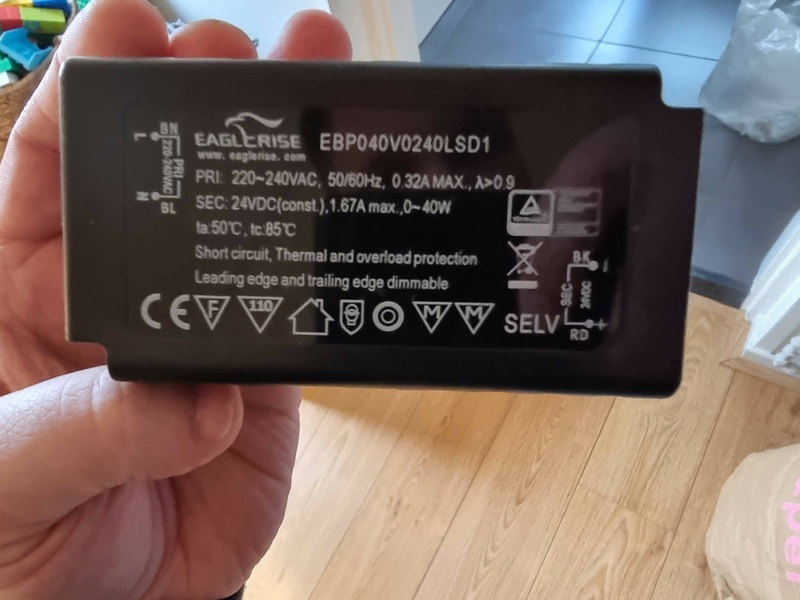 EAGLERISE EBP040V0240LSD1
www. eaglerise. com
PRI: 220~240VAC, 50/60Hz, 0.32A MAX., λ>0.9
SEC: 24VDC(const.),1.67A max.,0~40W
ta:50℃, tc:85℃
Short circuit, Thermal and overload protection
Leading edge and trailing edge dimmable
CE F 110 M M SELV
L BN
PRI
220-240VAC
N BL
BK -
SEC
24VDC
RD +
aper